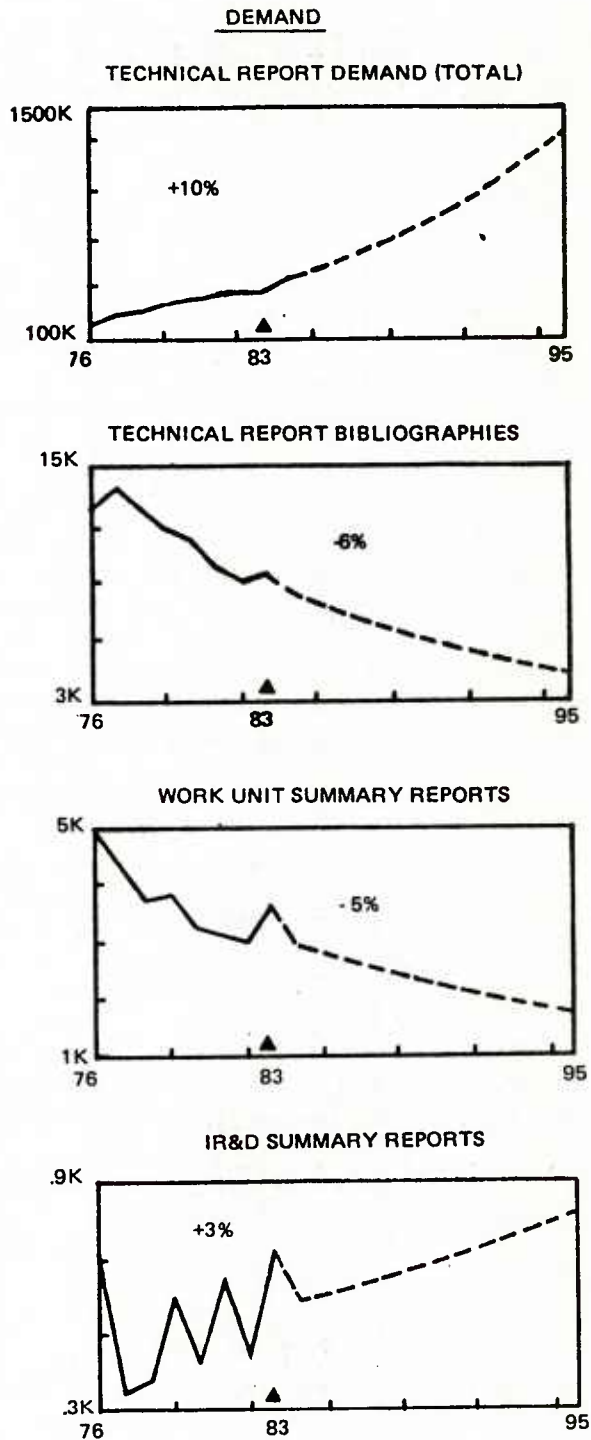 DEMAND
TECHNICAL REPORT DEMAND (TOTAL)
1500K
+10%
100K
76 83 95
TECHNICAL REPORT BIBLIOGRAPHIES
15K
-6%
3K
76 83 95
WORK UNIT SUMMARY REPORTS
5K
- 5%
1K
76 83 95
IR&D SUMMARY REPORTS
.9K
+3%
.3K
76 83 95